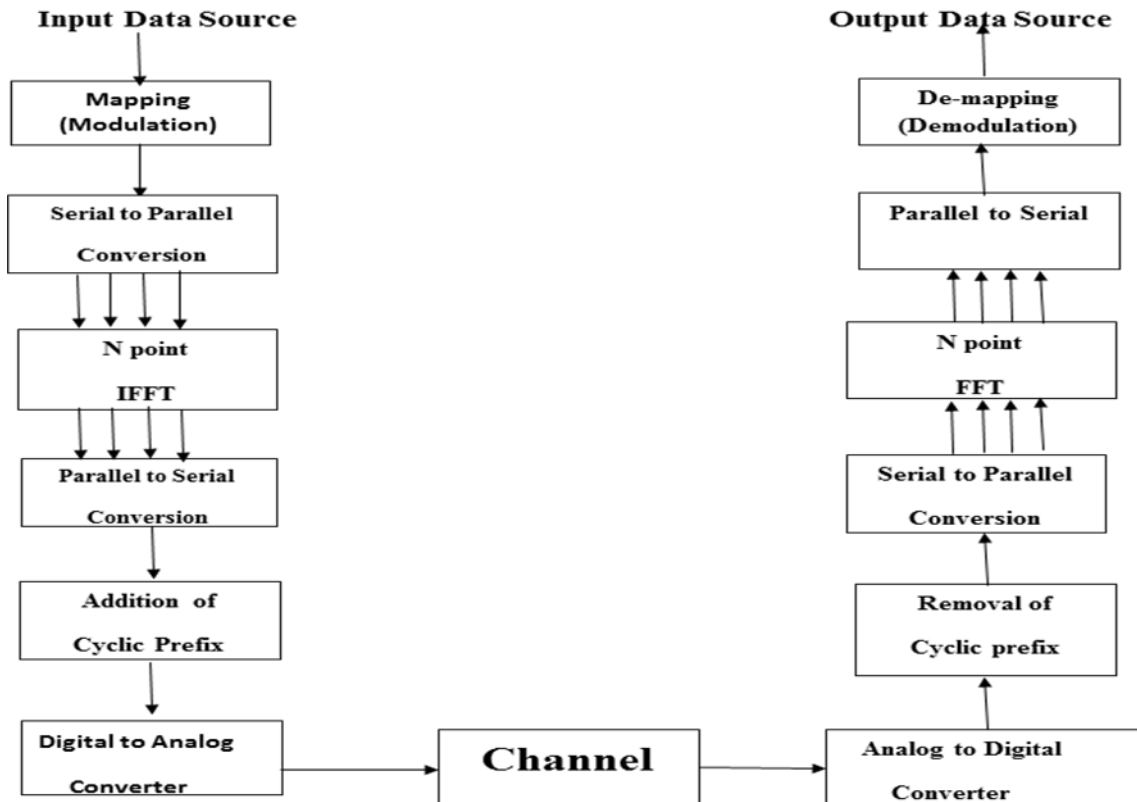 Input Data Source
Mapping
(Modulation)
Serial to Parallel
Conversion
N point
IFFT
Parallel to Serial
Conversion
Addition of
Cyclic Prefix
Digital to Analog
Converter
Channel
Analog to Digital
Converter
Removal of
Cyclic prefix
Serial to Parallel
Conversion
N point
FFT
Parallel to Serial
De-mapping
(Demodulation)
Output Data Source